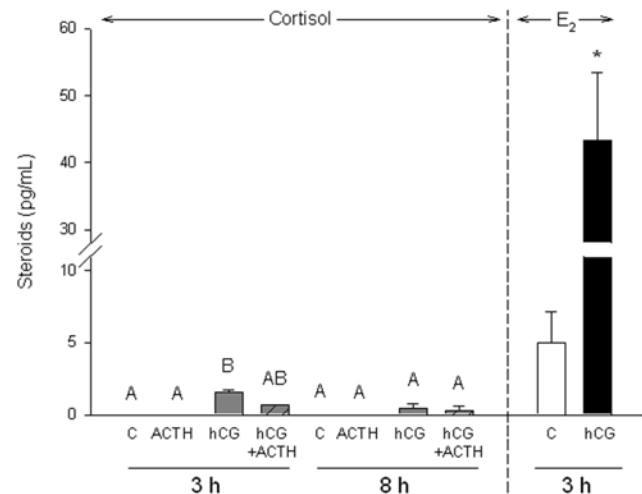 Cortisol E₂
60
50
40
30
10
5
0
Steroids (pg/mL)
*
A A B AB A A A A
C ACTH hCG hCG +ACTH C ACTH hCG hCG +ACTH C hCG
3 h 8 h 3 h